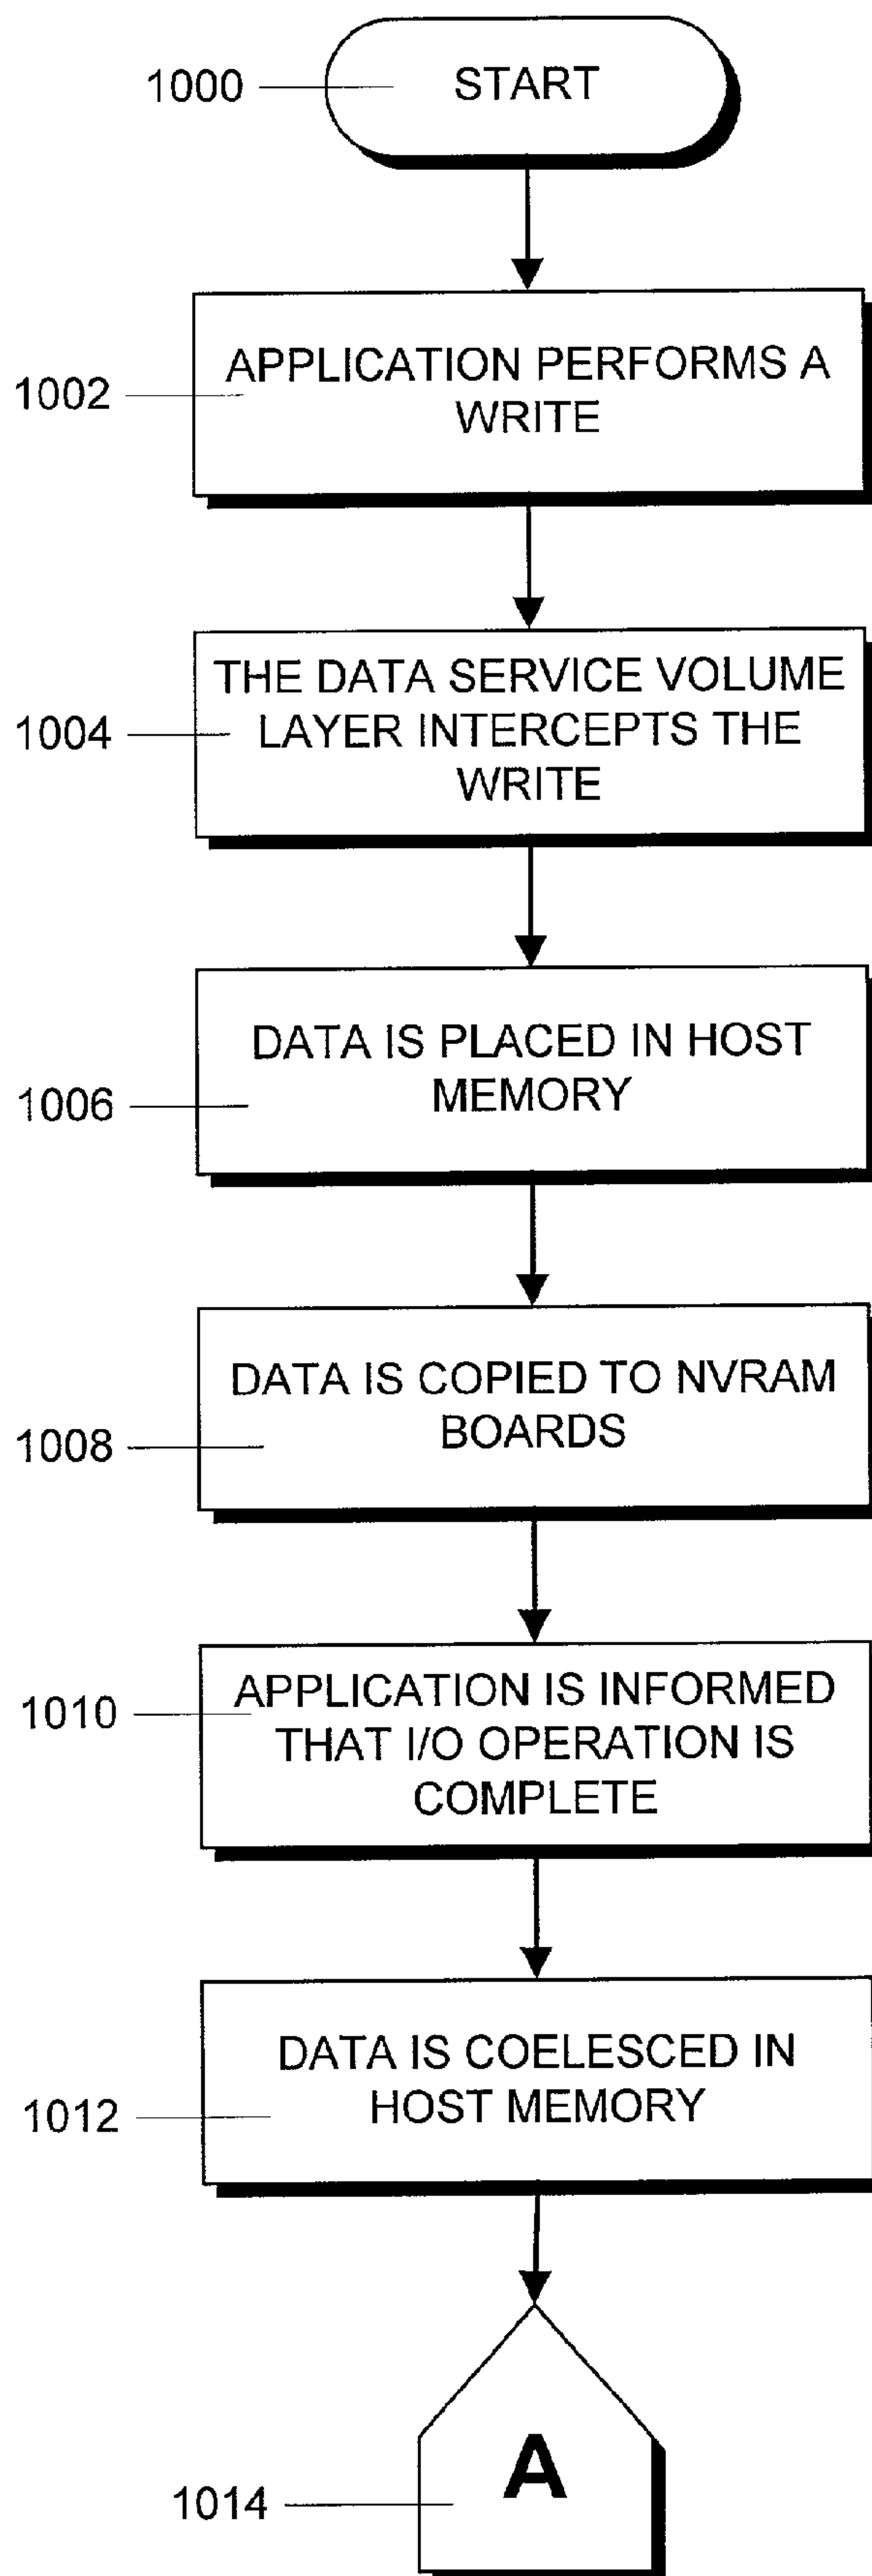 1000
START
1002
APPLICATION PERFORMS A
WRITE
1004
THE DATA SERVICE VOLUME
LAYER INTERCEPTS THE
WRITE
1006
DATA IS PLACED IN HOST
MEMORY
1008
DATA IS COPIED TO NVRAM
BOARDS
1010
APPLICATION IS INFORMED
THAT I/O OPERATION IS
COMPLETE
1012
DATA IS COELESCED IN
HOST MEMORY
1014
A